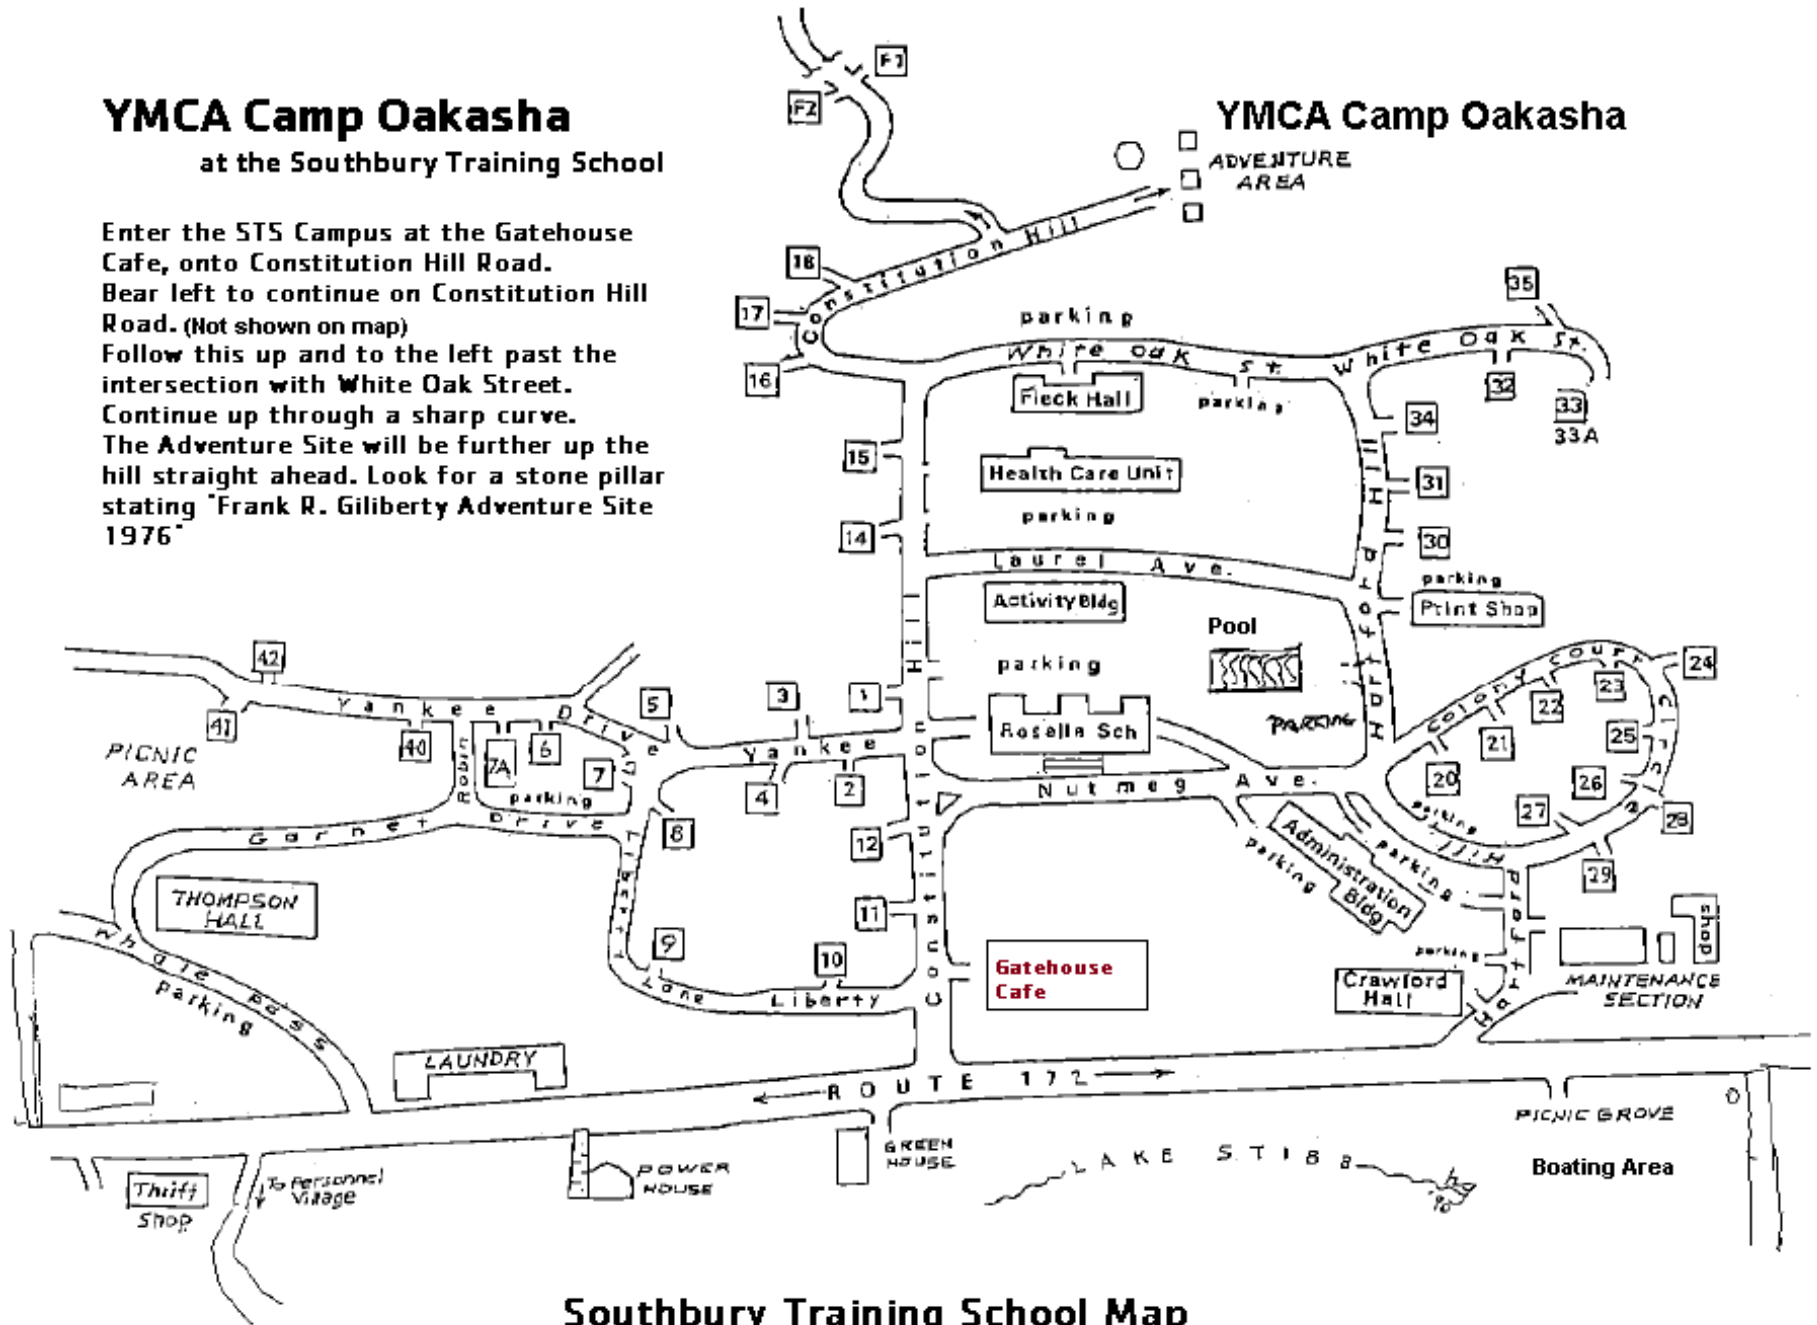 YMCA Camp Oakasha
at the Southbury Training School
Enter the STS Campus at the Gatehouse
Cafe, onto Constitution Hill Road.
Bear left to continue on Constitution Hill
Road. (Not shown on map)
Follow this up and to the left past the
intersection with White Oak Street.
Continue up through a sharp curve.
The Adventure Site will be further up the
hill straight ahead. Look for a stone pillar
stating "Frank R. Giliberty Adventure Site
1976"
F1
F2
YMCA Camp Oakasha
ADVENTURE
AREA
Constitution Hill
18
17
16
parking
White Oak St.
White Oak St.
35
32
33
33A
Fleck Hall
parking
34
15
Health Care Unit
31
parking
14
30
Laurel Ave.
parking
Print Shop
Activity Bldg
Pool
Hartford Hill
parking
Roselle Sch
PARKING
Colony Court Circle
24
23
22
21
20
25
26
27
28
29
42
41
Yankee Drive
5
3
1
Yankee
40
7A
6
7
4
2
8
PICNIC
AREA
parking
Garnet Drive
Nutmeg Ave.
12
Constitution Hill
11
parking
Administration
Bldg
parking
parking
Hartford Hill
THOMPSON
HALL
Whale Pass
parking
9
10
Lane Liberty
Gatehouse
Cafe
parking
Crawford
Hall
shop
MAINTENANCE
SECTION
LAUNDRY
ROUTE 172
PICNIC GROVE
GREEN
HOUSE
POWER
HOUSE
LAKE STIBB
Boating Area
To Personnel
Village
Thrift
Shop
Southbury Training School Map